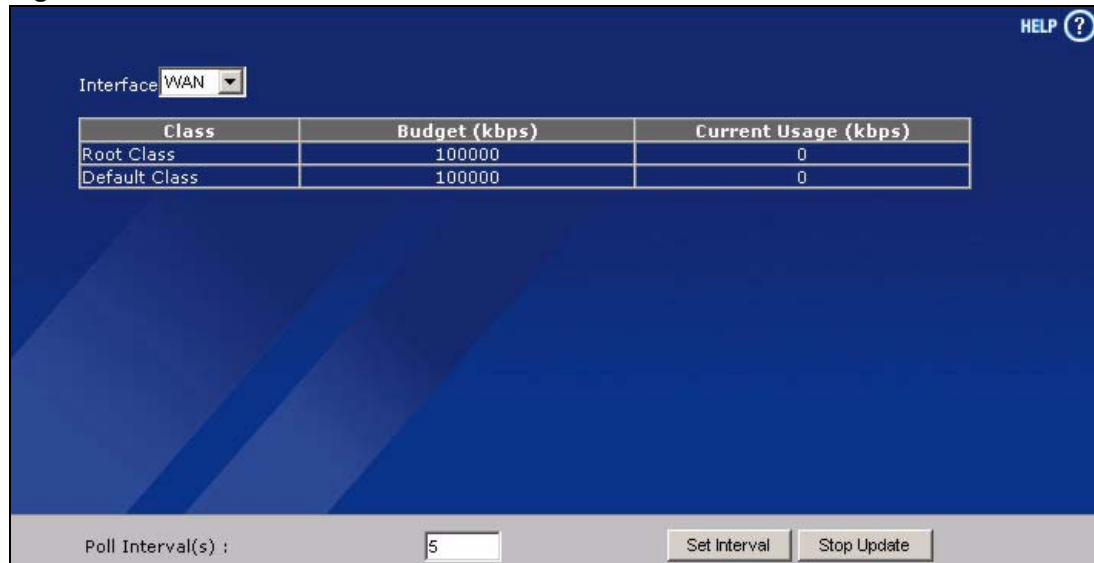 HELP ?
Interface WAN
Class Budget (kbps) Current Usage (kbps)
Root Class 100000 0
Default Class 100000 0
Poll Interval(s) : 5 Set Interval Stop Update